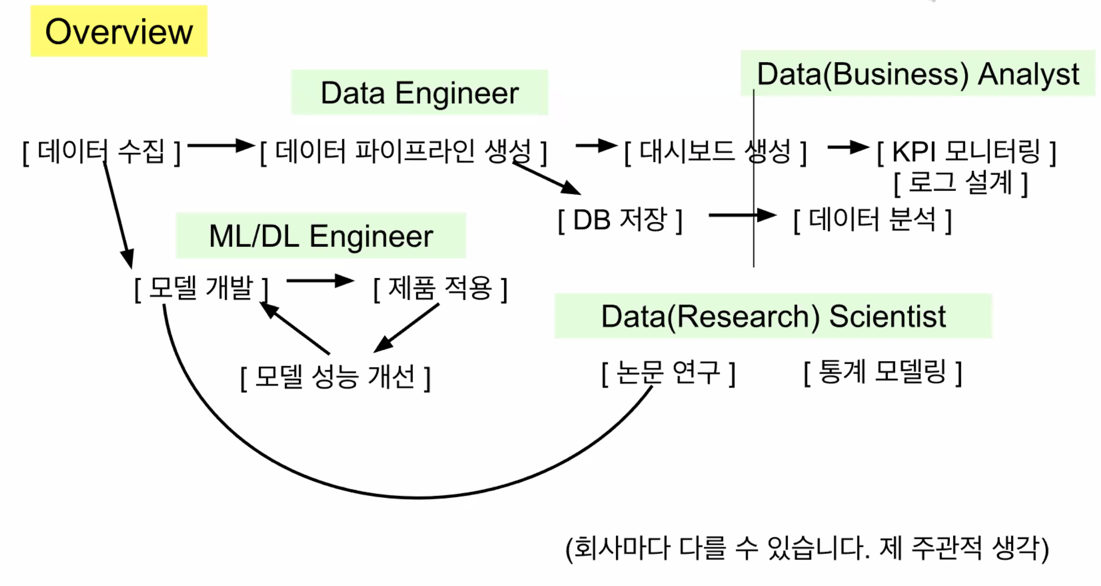 Overview
Data Engineer
Data(Business) Analyst
[ 데이터 수집 ] [ 데이터 파이프라인 생성 ] [ 대시보드 생성 ] [ KPI 모니터링 ]
[ 로그 설계 ]
[ DB 저장 ] [ 데이터 분석 ]
ML/DL Engineer
[ 모델 개발 ] [ 제품 적용 ]
Data(Research) Scientist
[ 모델 성능 개선 ] [ 논문 연구 ] [ 통계 모델링 ]
(회사마다 다를 수 있습니다. 제 주관적 생각)